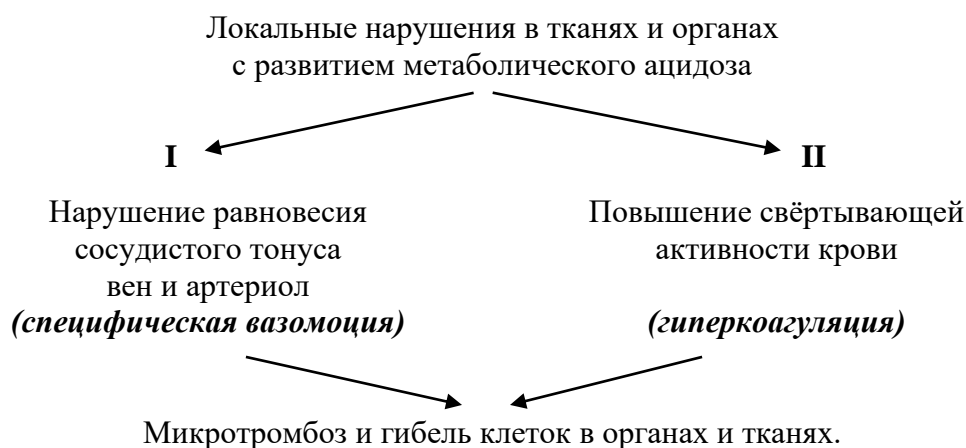 Локальные нарушения в тканях и органах
с развитием метаболического ацидоза
I
II
Нарушение равновесия
сосудистого тонуса
вен и артериол
(специфическая вазомоция)
Повышение свёртывающей
активности крови
(гиперкоагуляция)
Микротромбоз и гибель клеток в органах и тканях.